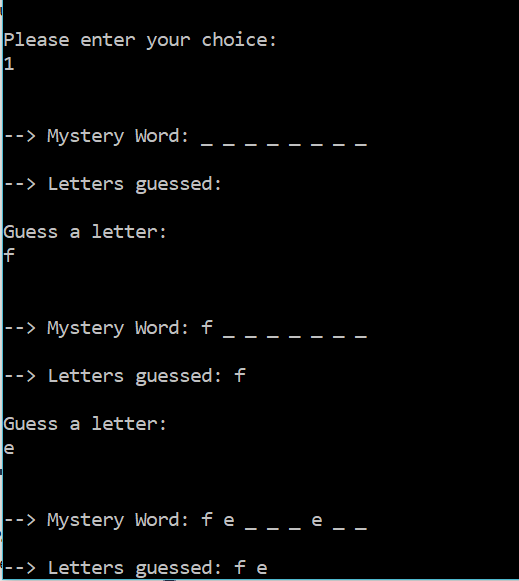 Please enter your choice:
1
--> Mystery Word: _ _ _ _ _ _ _ _
--> Letters guessed:
Guess a letter:
f
--> Mystery Word: f _ _ _ _ _ _ _
--> Letters guessed: f
Guess a letter:
e
--> Mystery Word: f e _ _ _ e _ _
--> Letters guessed: f e